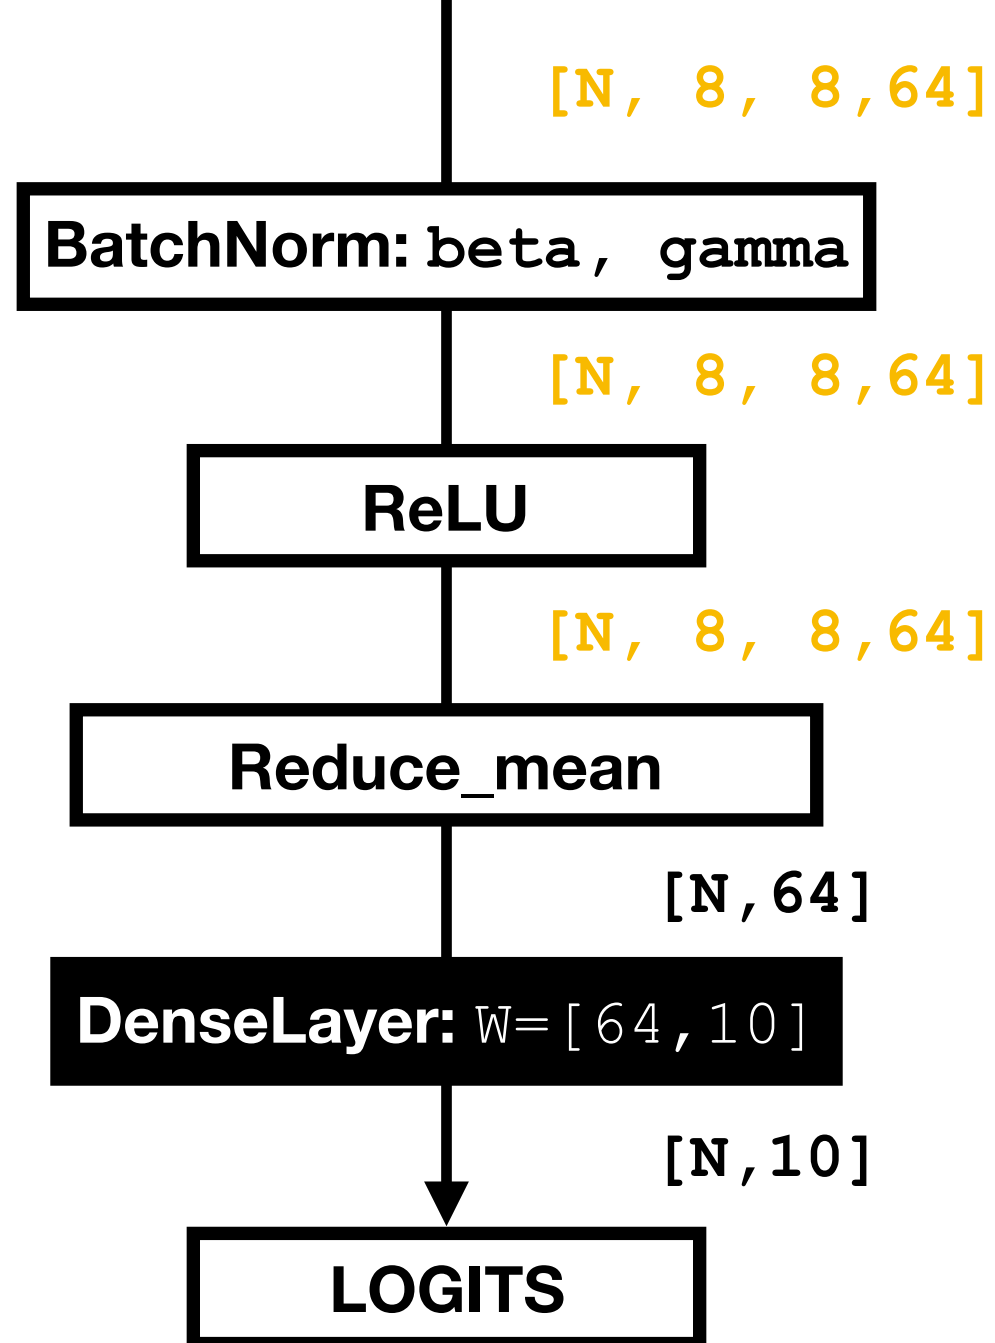 [N, 8, 8,64]
BatchNorm: beta, gamma
[N, 8, 8,64]
ReLU
[N, 8, 8,64]
Reduce_mean
[N,64]
DenseLayer: W=[64,10]
[N,10]
LOGITS